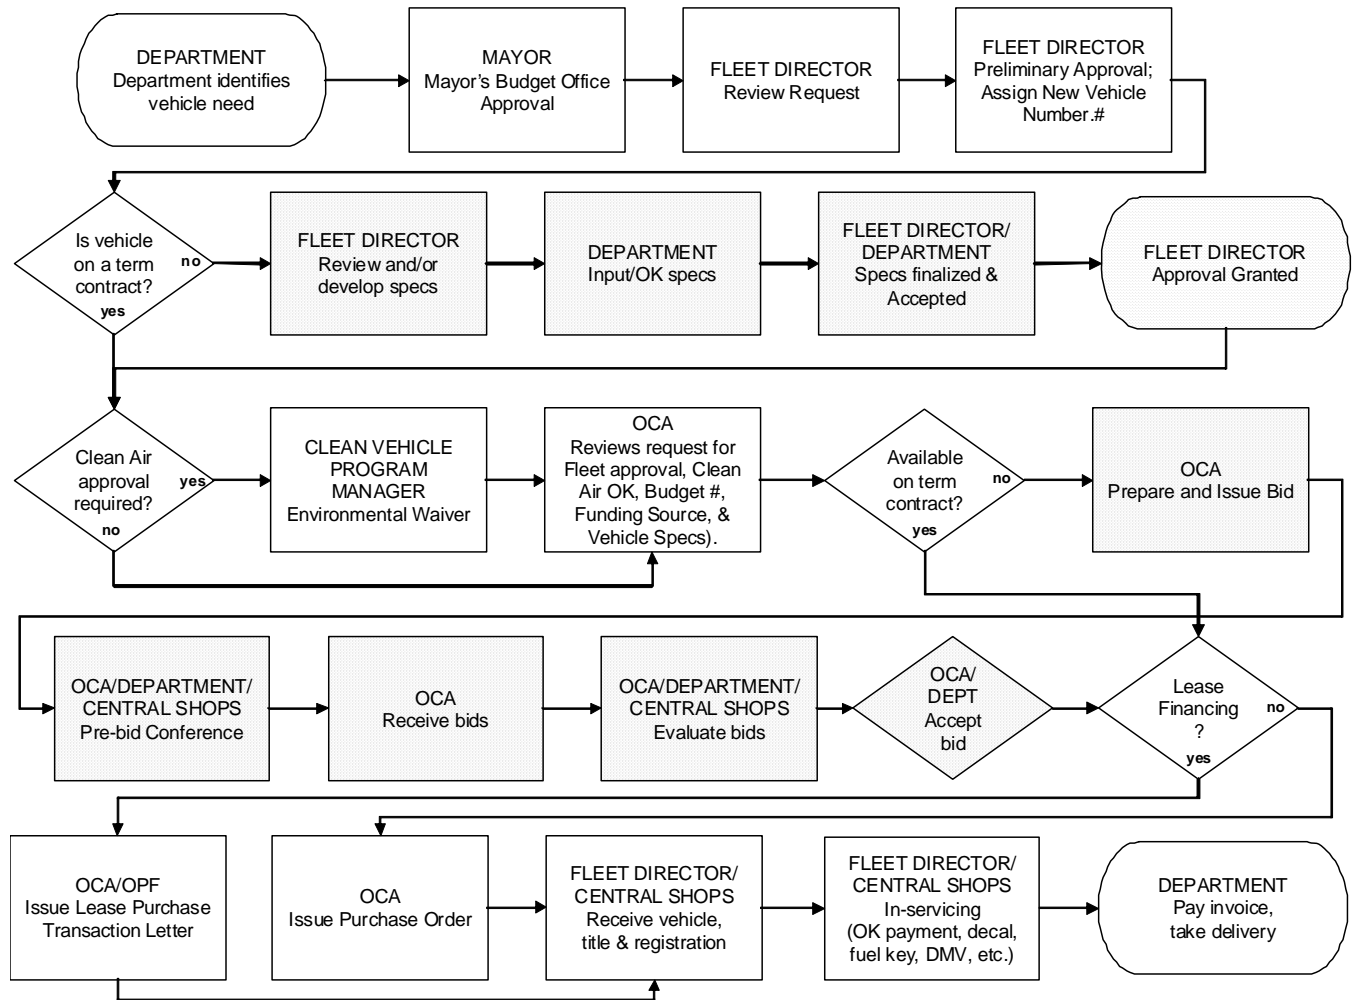 DEPARTMENT
Department identifies
vehicle need
MAYOR
Mayor's Budget Office
Approval
FLEET DIRECTOR
Review Request
FLEET DIRECTOR
Preliminary Approval;
Assign New Vehicle
Number.#
Is vehicle
on a term
contract?
no
yes
FLEET DIRECTOR
Review and/or
develop specs
DEPARTMENT
Input/OK specs
FLEET DIRECTOR/
DEPARTMENT
Specs finalized &
Accepted
FLEET DIRECTOR
Approval Granted
Clean Air
approval
required?
yes
no
CLEAN VEHICLE
PROGRAM
MANAGER
Environmental Waiver
OCA
Reviews request for
Fleet approval, Clean
Air OK, Budget #,
Funding Source, &
Vehicle Specs).
Available
on term
contract?
no
yes
OCA
Prepare and Issue Bid
OCA/DEPARTMENT/
CENTRAL SHOPS
Pre-bid Conference
OCA
Receive bids
OCA/DEPARTMENT/
CENTRAL SHOPS
Evaluate bids
OCA/
DEPT
Accept
bid
Lease
Financing
?
no
yes
OCA/OPF
Issue Lease Purchase
Transaction Letter
OCA
Issue Purchase Order
FLEET DIRECTOR/
CENTRAL SHOPS
Receive vehicle,
title & registration
FLEET DIRECTOR/
CENTRAL SHOPS
In-servicing
(OK payment, decal,
fuel key, DMV, etc.)
DEPARTMENT
Pay invoice,
take delivery